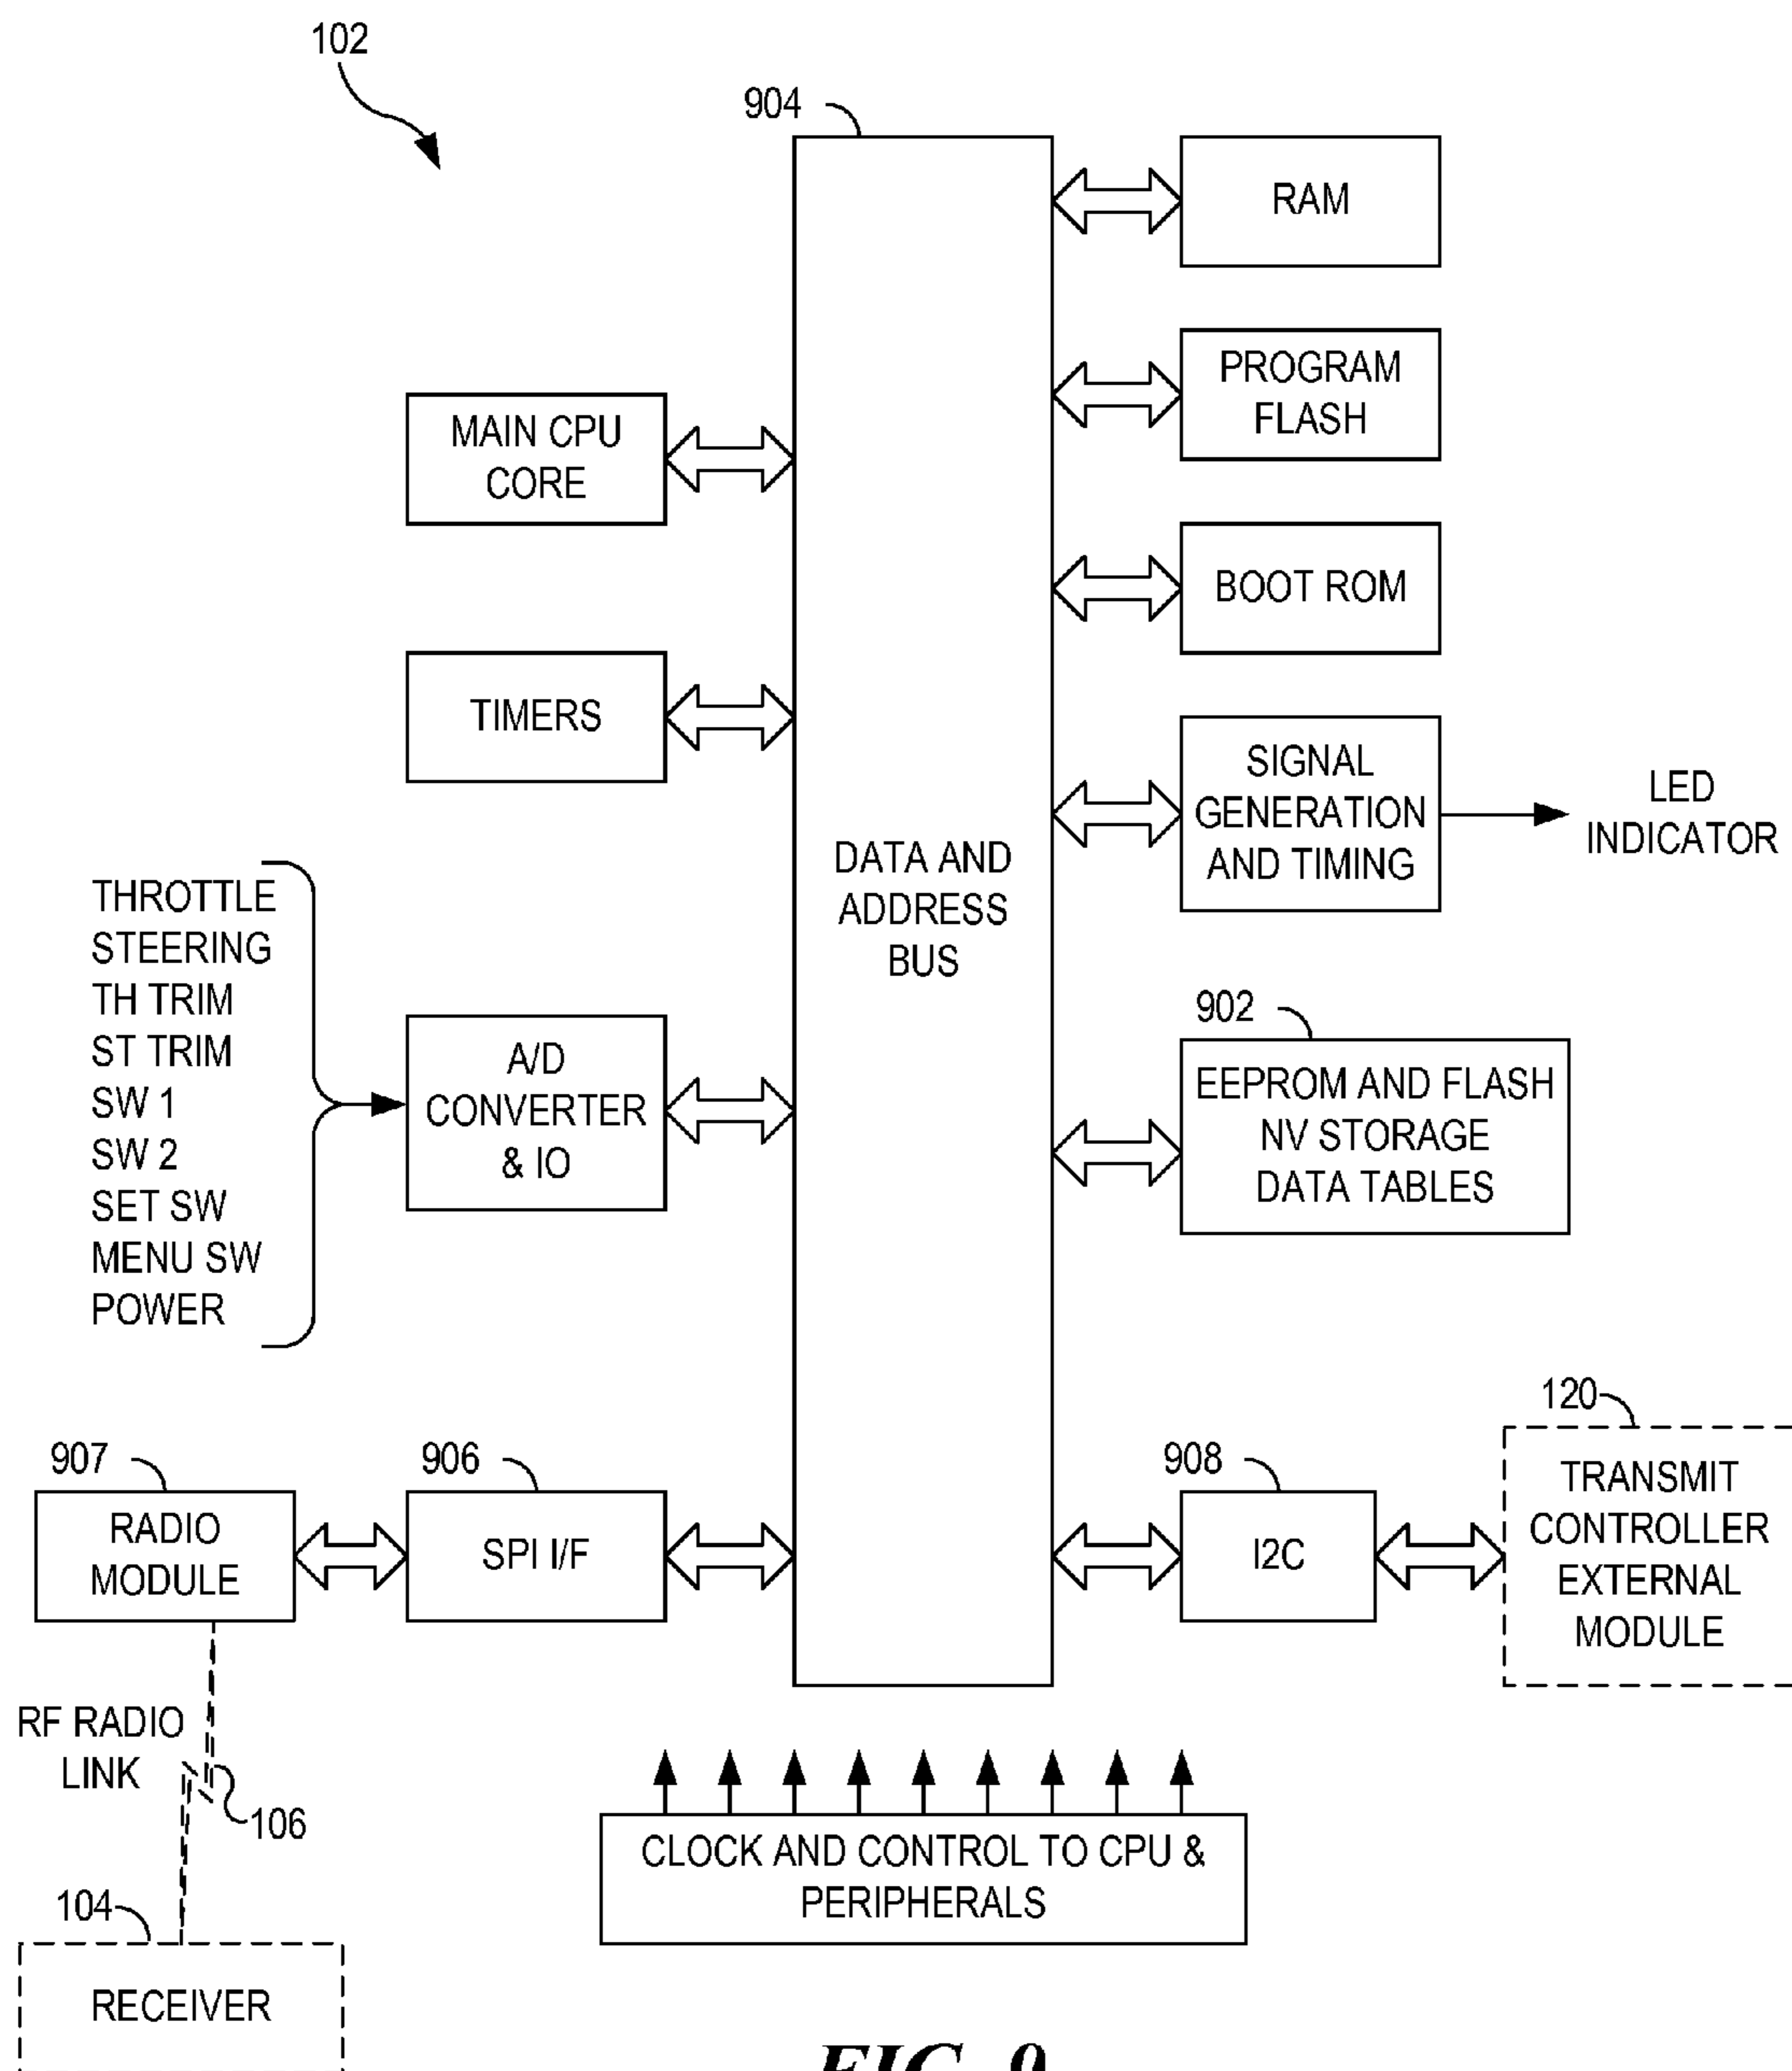 102
904
RAM
PROGRAM
FLASH
MAIN CPU
CORE
BOOT ROM
TIMERS
SIGNAL
GENERATION
AND TIMING
LED
INDICATOR
DATA AND
ADDRESS
BUS
THROTTLE
STEERING
TH TRIM
ST TRIM
SW 1
SW 2
SET SW
MENU SW
POWER
A/D
CONVERTER
& IO
902
EEPROM AND FLASH
NV STORAGE
DATA TABLES
907
RADIO
MODULE
906
SPI I/F
908
I2C
120
TRANSMIT
CONTROLLER
EXTERNAL
MODULE
RF RADIO
LINK
106
CLOCK AND CONTROL TO CPU &
PERIPHERALS
104
RECEIVER
FIG. 9